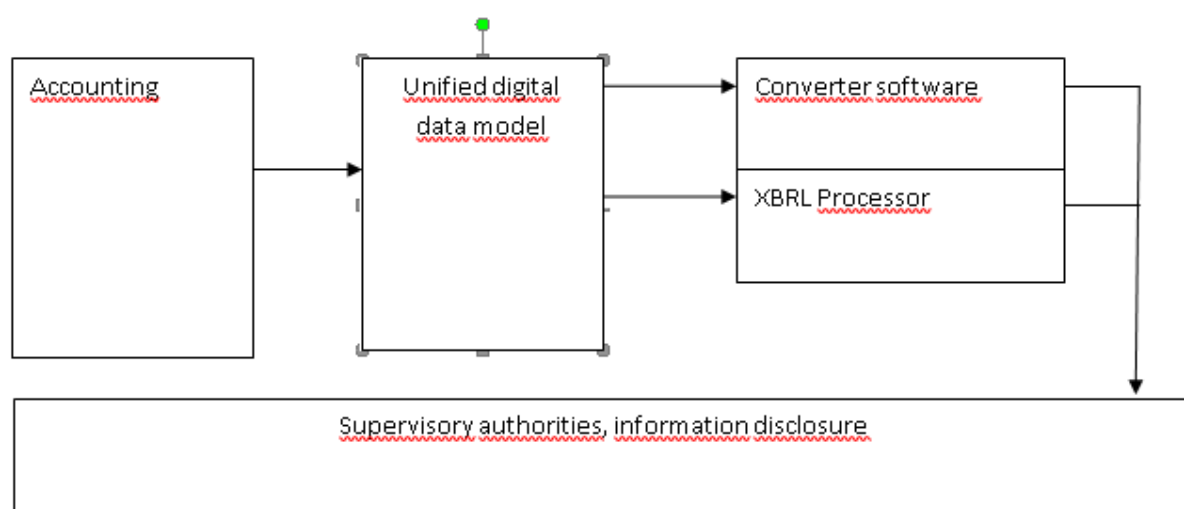 Accounting
Unified digital
data model
Converter software
XBRL Processor
Supervisory authorities, information disclosure